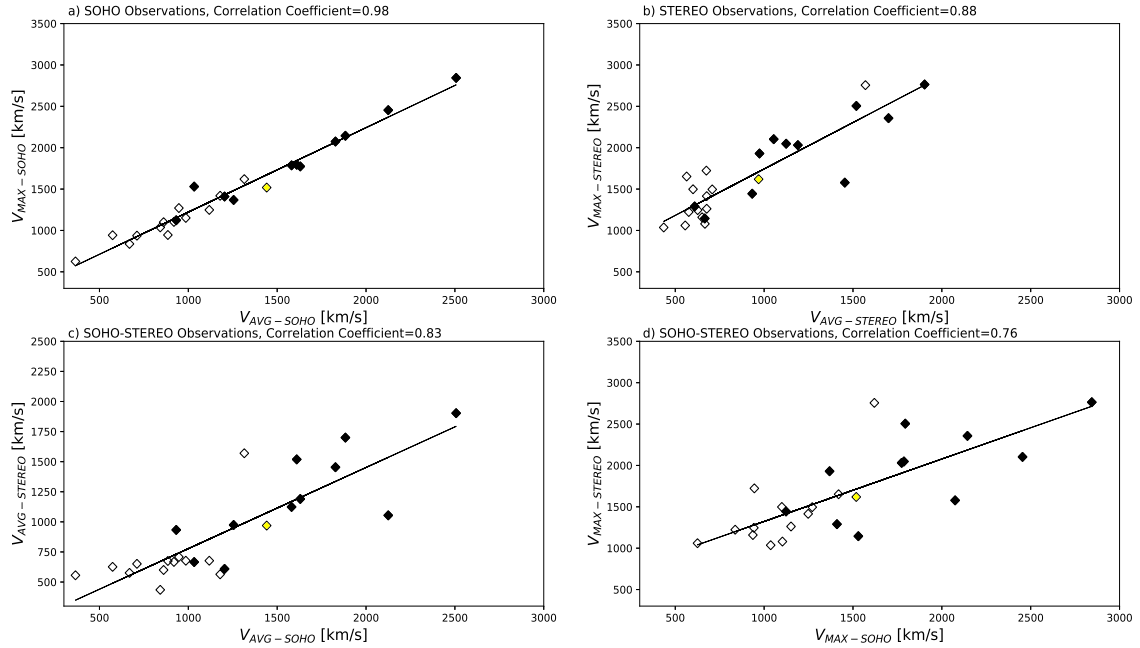 a) SOHO Observations, Correlation Coefficient=0.98
3500
3000
2500
2000
1500
1000
500
V_MAX−SOHO [km/s]
500 1000 1500 2000 2500 3000
V_AVG−SOHO [km/s]
b) STEREO Observations, Correlation Coefficient=0.88
3500
3000
2500
2000
1500
1000
500
V_MAX−STEREO [km/s]
500 1000 1500 2000 2500 3000
V_AVG−STEREO [km/s]
c) SOHO-STEREO Observations, Correlation Coefficient=0.83
2500
2250
2000
1750
1500
1250
1000
750
500
V_AVG−STEREO [km/s]
500 1000 1500 2000 2500 3000
V_AVG−SOHO [km/s]
d) SOHO-STEREO Observations, Correlation Coefficient=0.76
3500
3000
2500
2000
1500
1000
500
V_MAX−STEREO [km/s]
500 1000 1500 2000 2500 3000
V_MAX−SOHO [km/s]